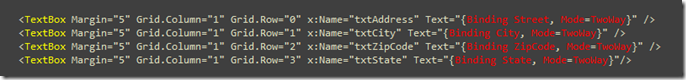 <TextBox Margin="5" Grid.Column="1" Grid.Row="0" x:Name="txtAddress" Text="{Binding Street, Mode=TwoWay}" />
<TextBox Margin="5" Grid.Column="1" Grid.Row="1" x:Name="txtCity" Text="{Binding City, Mode=TwoWay}" />
<TextBox Margin="5" Grid.Column="1" Grid.Row="2" x:Name="txtZipCode" Text="{Binding ZipCode, Mode=TwoWay}" />
<TextBox Margin="5" Grid.Column="1" Grid.Row="3" x:Name="txtState" Text="{Binding State, Mode=TwoWay}"/>